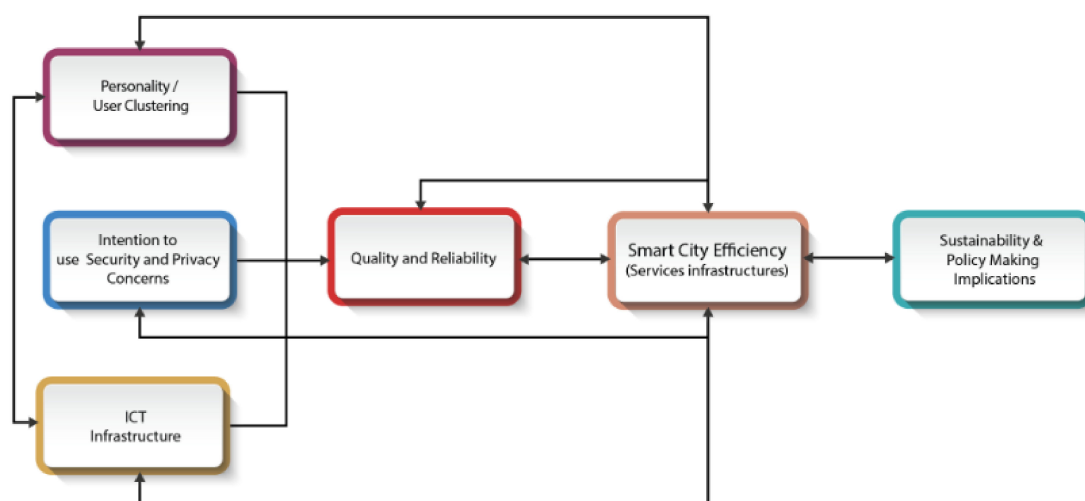 Personality /
User Clustering
Intention to
use Security and Privacy
Concerns
ICT
Infrastructure
Quality and Reliability
Smart City Efficiency
(Services infrastructures)
Sustainability &
Policy Making
Implications